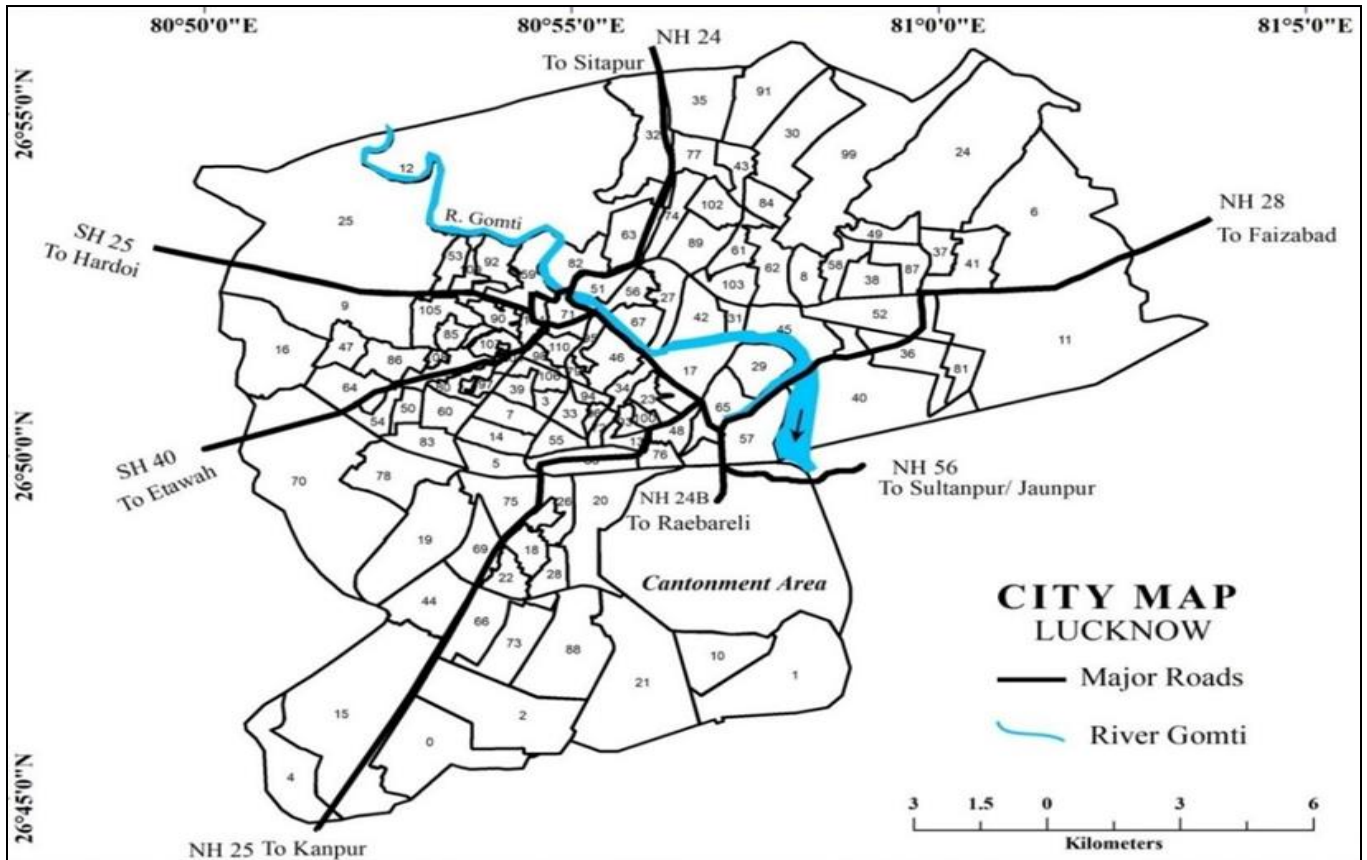 80°50'0"E 80°55'0"E 81°0'0"E 81°5'0"E
26°55'0"N
26°50'0"N
26°45'0"N
NH 24
To Sitapur
NH 28
To Faizabad
SH 25
To Hardoi
R. Gomti
SH 40
To Etawah
NH 56
To Sultanpur/ Jaunpur
NH 24B
To Raebareli
Cantonment Area
NH 25 To Kanpur
CITY MAP
LUCKNOW
Major Roads
River Gomti
3 1.5 0 3 6
Kilometers
35 91
32 30
77 43 99 24
12
102 84 6
25 74
63 89 61 49
53 92 59 82 62 8 58 38 87 37 41
51 56 27 103
9 105 90 71 67 42 31 45 52
16 47 86 85 110 46 17 29 36 81 11
64 80 97 39 106 34 23 65 40
54 50 60 7 3 33 94 100 48 57
83 14 55 76
70 78 5
75 26 20
19 69 18
22 28
44 66 73 88
10 1
21
15 2
0
4